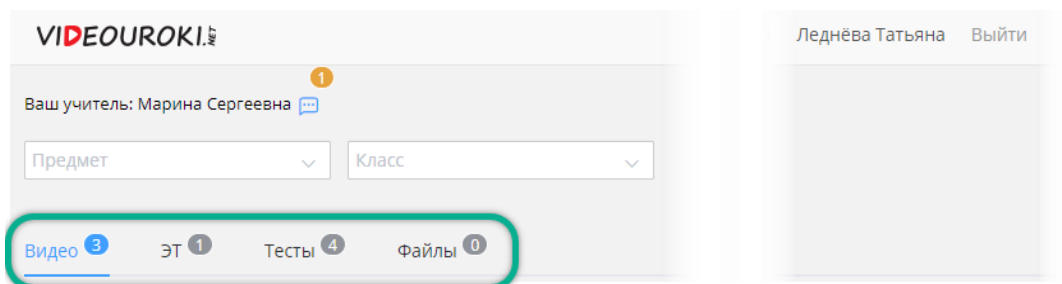 VIDEOUROKI.NET
Леднёва Татьяна Выйти
1
Ваш учитель: Марина Сергеевна
Предмет Класс
Видео 3 ЭТ 1 Тесты 4 Файлы 0